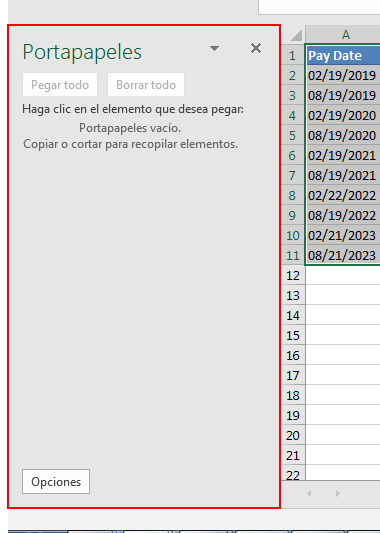 Portapapeles
Pegar todo Borrar todo
Haga clic en el elemento que desea pegar:
Portapapeles vacío.
Copiar o cortar para recopilar elementos.
Opciones
A
1 Pay Date
2 02/19/2019
3 08/19/2019
4 02/19/2020
5 08/19/2020
6 02/19/2021
7 08/19/2021
8 02/22/2022
9 08/19/2022
10 02/21/2023
11 08/21/2023
12
13
14
15
16
17
18
19
20
21
22